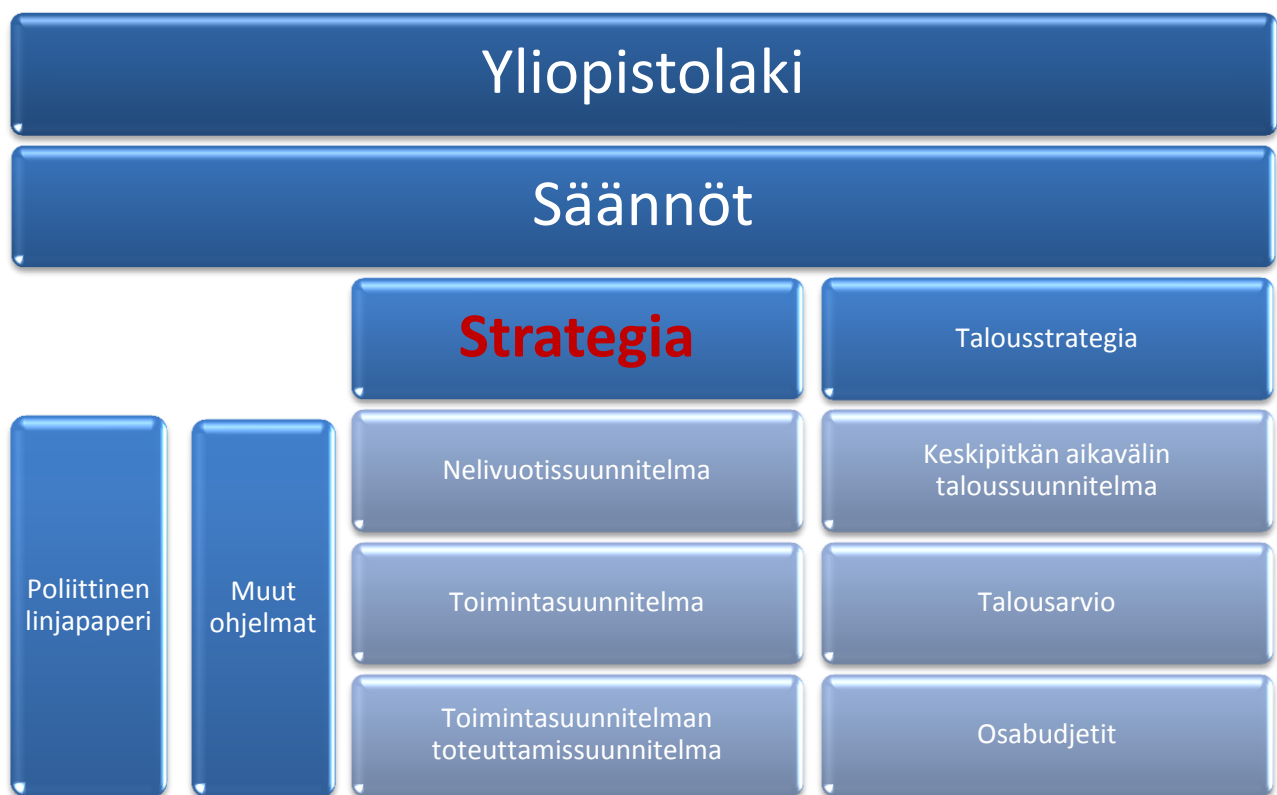 Yliopistolaki
Säännöt
Strategia
Talousstrategia
Poliittinen
linjapaperi
Muut
ohjelmat
Nelivuotissuunnitelma
Keskipitkän aikavälin
taloussuunnitelma
Toimintasuunnitelma
Talousarvio
Toimintasuunnitelman
toteuttamissuunnitelma
Osabudjetit